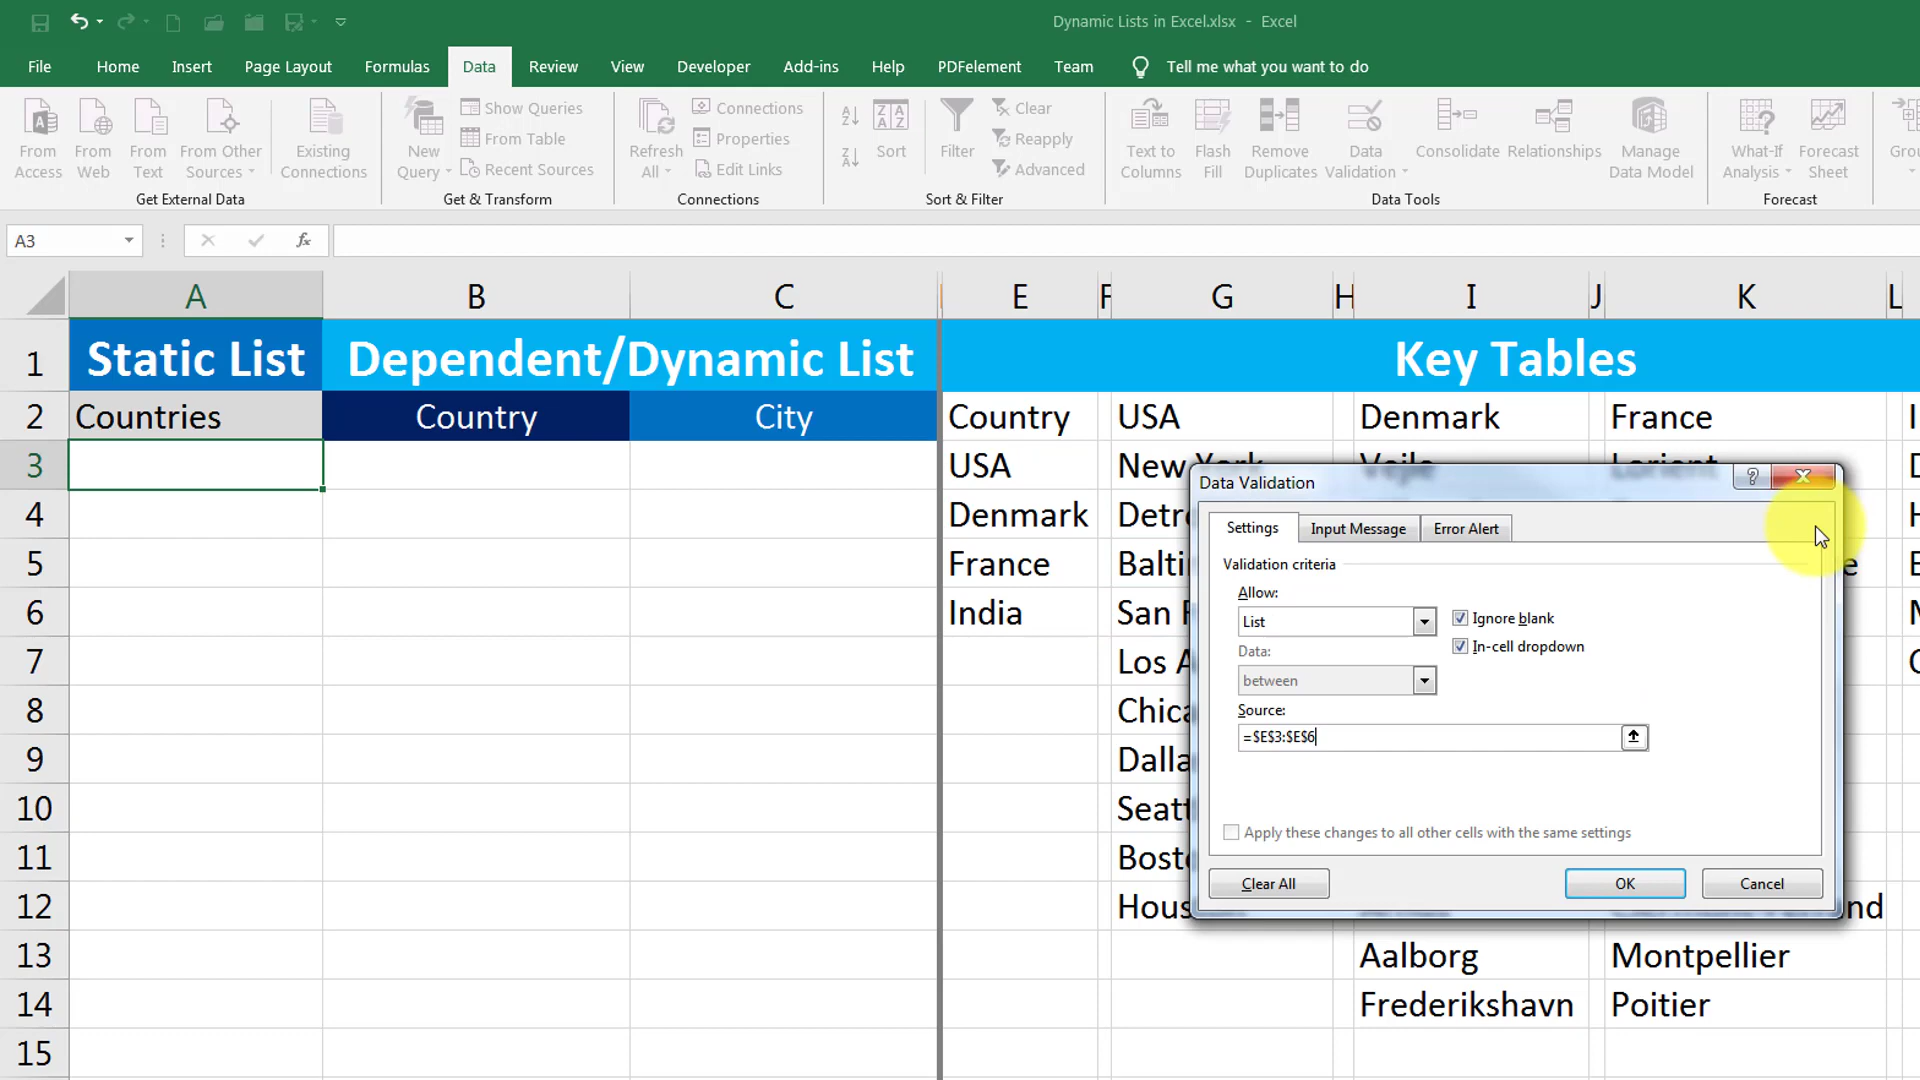 Dynamic Lists in Excel.xlsx - Excel
File Home Insert Page Layout Formulas Data Review View Developer Add-ins Help PDFelement Team Tell me what you want to do
From Access
From Web
From Text
From Other Sources
Existing Connections
Get External Data
New Query
Show Queries
From Table
Recent Sources
Get & Transform
Refresh All
Connections
Properties
Edit Links
Connections
Sort
Filter
Clear
Reapply
Advanced
Sort & Filter
Text to Columns
Flash Fill
Remove Duplicates
Data Validation
Consolidate
Relationships
Manage Data Model
Data Tools
What-If Analysis
Forecast Sheet
Forecast
A3 fx
A B C E F G H I J K L
1 Static List Dependent/Dynamic List Key Tables
2 Countries Country City Country USA Denmark France
3 USA New York Vejle Lorient
4 Denmark
5 France
6 India
7
8
9
10
11
12
13 Aalborg Montpellier
14 Frederikshavn Poitier
15
Data Validation
Settings Input Message Error Alert
Validation criteria
Allow:
List
Ignore blank
Data:
In-cell dropdown
between
Source:
=$E$3:$E$6
Apply these changes to all other cells with the same settings
Clear All OK Cancel